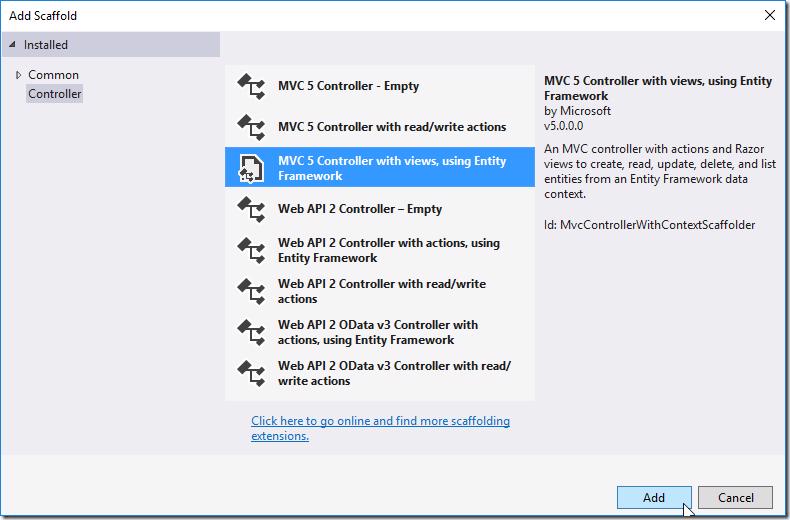 Add Scaffold
Installed
Common
Controller
MVC 5 Controller - Empty
MVC 5 Controller with read/write actions
MVC 5 Controller with views, using Entity
Framework
Web API 2 Controller – Empty
Web API 2 Controller with actions, using
Entity Framework
Web API 2 Controller with read/write
actions
Web API 2 OData v3 Controller with
actions, using Entity Framework
Web API 2 OData v3 Controller with read/
write actions
Click here to go online and find more scaffolding
extensions.
MVC 5 Controller with views, using Entity
Framework
by Microsoft
v5.0.0.0
An MVC controller with actions and Razor
views to create, read, update, delete, and list
entities from an Entity Framework data
context.
Id: MvcControllerWithContextScaffolder
Add
Cancel